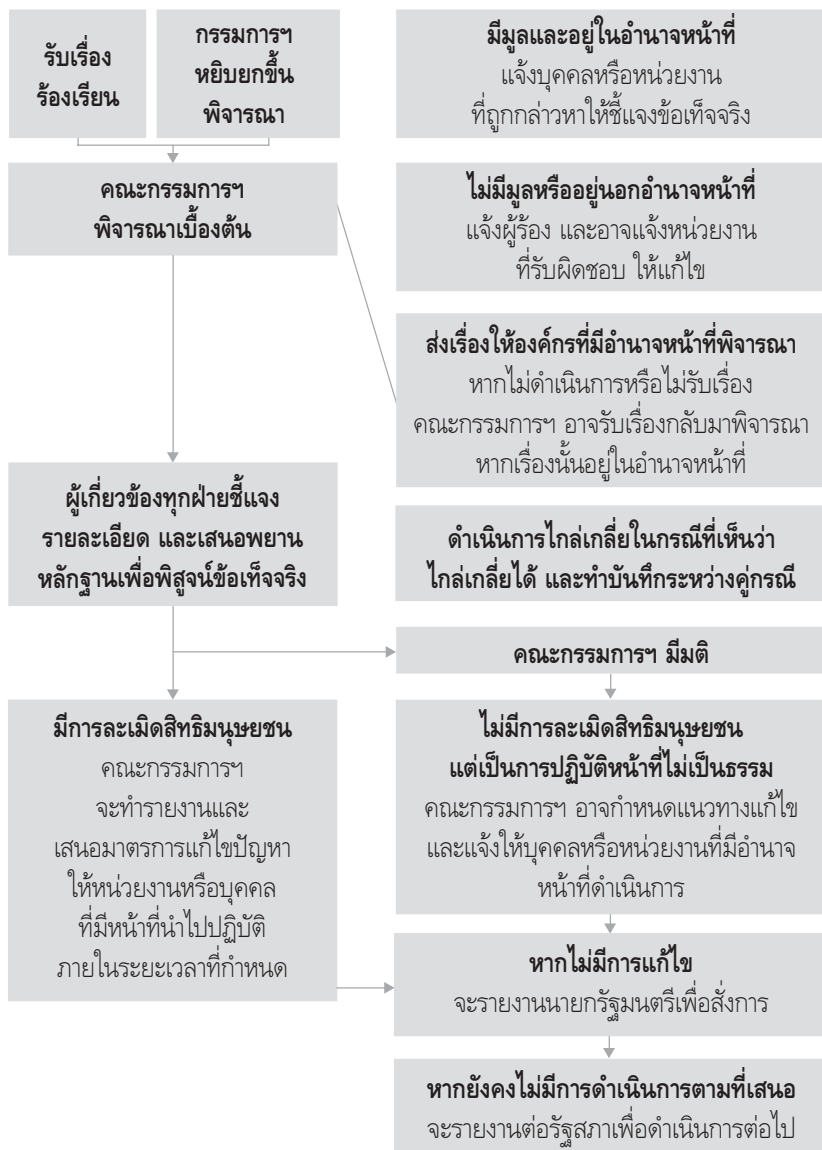 รับเรื่อง
ร้องเรียน
กรรมการฯ
หยิบยกขึ้น
พิจารณา
มีมูลและอยู่ในอำนาจหน้าที่
แจ้งบุคคลหรือหน่วยงาน
ที่ถูกกล่าวหาให้ชี้แจงข้อเท็จจริง
คณะกรรมการฯ
พิจารณาเบื้องต้น
ไม่มีมูลหรืออยู่นอกอำนาจหน้าที่
แจ้งผู้ร้อง และอาจแจ้งหน่วยงาน
ที่รับผิดชอบ ให้แก้ไข
ส่งเรื่องให้องค์กรที่มีอำนาจหน้าที่พิจารณา
หากไม่ดำเนินการหรือไม่รับเรื่อง
คณะกรรมการฯ อาจรับเรื่องกลับมาพิจารณา
หากเรื่องนั้นอยู่ในอำนาจหน้าที่
ผู้เกี่ยวข้องทุกฝ่ายชี้แจง
รายละเอียด และเสนอพยาน
หลักฐานเพื่อพิสูจน์ข้อเท็จจริง
ดำเนินการไกล่เกลี่ยในกรณีที่เห็นว่า
ไกล่เกลี่ยได้ และทำบันทึกระหว่างคู่กรณี
คณะกรรมการฯ มีมติ
มีการละเมิดสิทธิมนุษยชน
คณะกรรมการฯ
จะทำรายงานและ
เสนอมาตรการแก้ไขปัญหา
ให้หน่วยงานหรือบุคคล
ที่มีหน้าที่นำไปปฏิบัติ
ภายในระยะเวลาที่กำหนด
ไม่มีการละเมิดสิทธิมนุษยชน
แต่เป็นการปฏิบัติหน้าที่ไม่เป็นธรรม
คณะกรรมการฯ อาจกำหนดแนวทางแก้ไข
และแจ้งให้บุคคลหรือหน่วยงานที่มีอำนาจ
หน้าที่ดำเนินการ
หากไม่มีการแก้ไข
จะรายงานนายกรัฐมนตรีเพื่อสั่งการ
หากยังคงไม่มีการดำเนินการตามที่เสนอ
จะรายงานต่อรัฐสภาเพื่อดำเนินการต่อไป